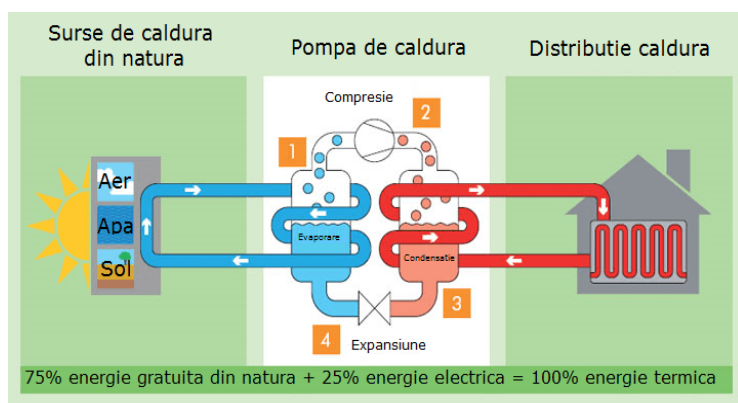 Surse de caldura
din natura
Pompa de caldura
Distributie caldura
Compresie
2
1
Aer
Apa
Sol
Evaporare
Condensatie
3
4
Expansiune
75% energie gratuita din natura + 25% energie electrica = 100% energie termica